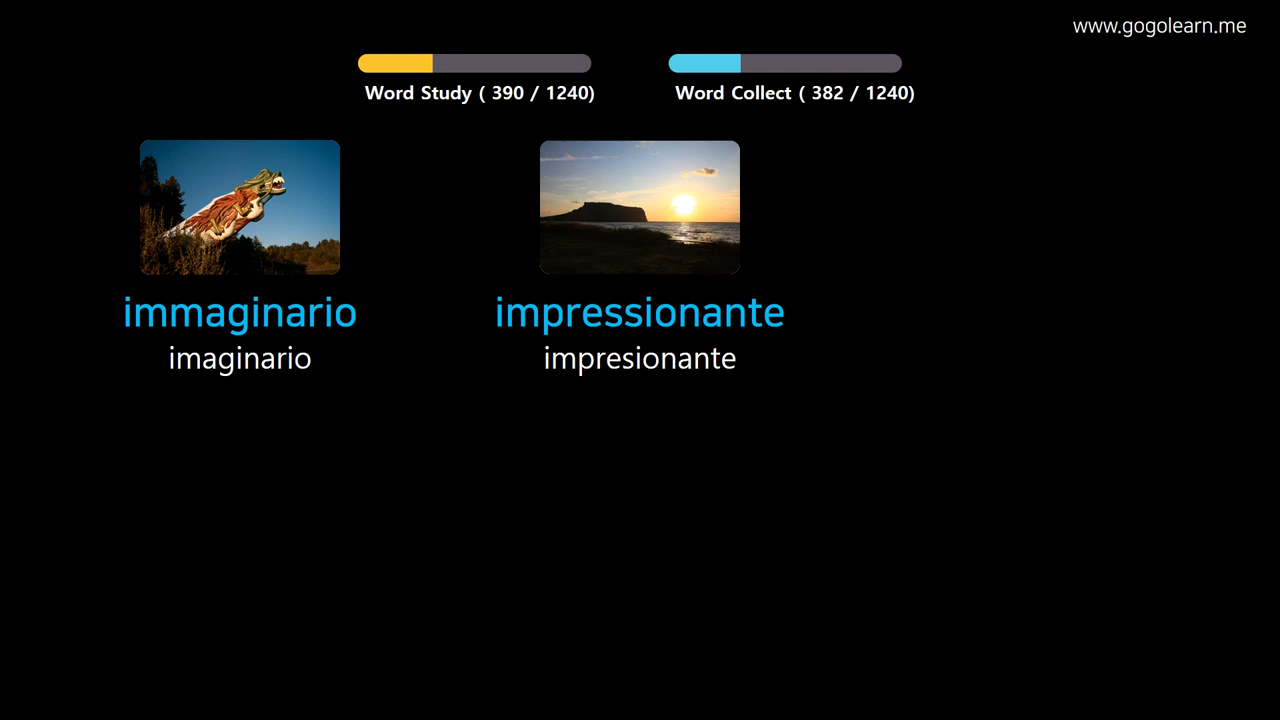 www.gogolearn.me
Word Study ( 390 / 1240)
Word Collect ( 382 / 1240)
immaginario
imaginario
impressionante
impresionante